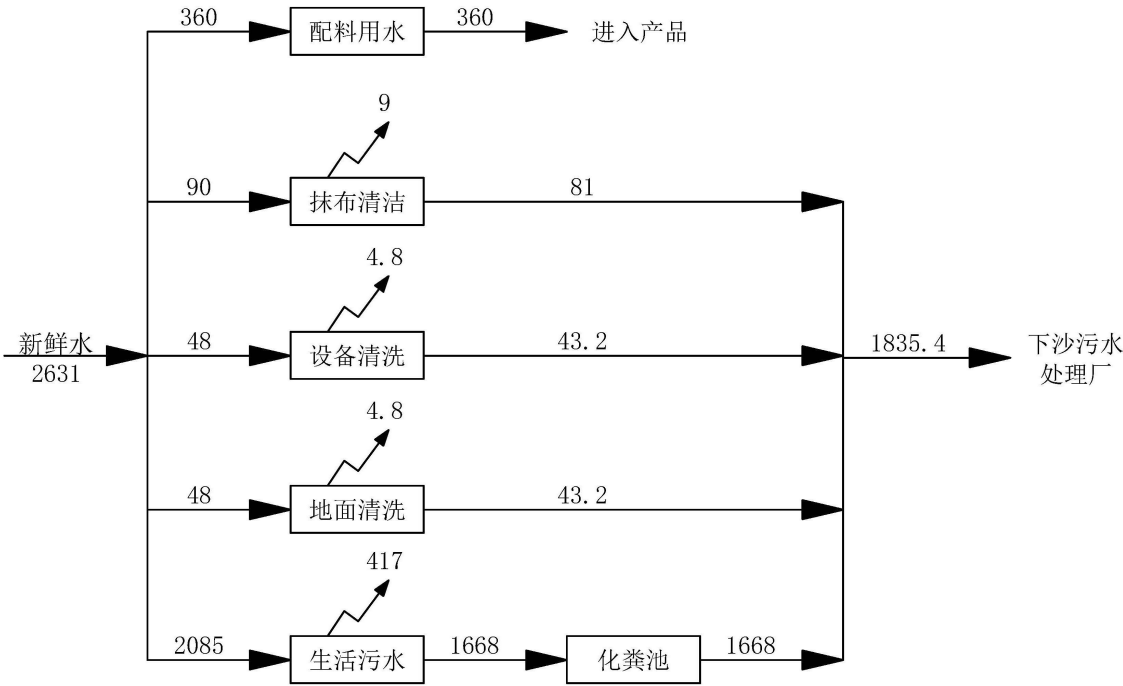 360
配料用水
360
进入产品
9
90
抹布清洁
81
4.8
新鲜水
2631
48
设备清洗
43.2
1835.4
下沙污水
处理厂
4.8
48
地面清洗
43.2
417
2085
生活污水
1668
化粪池
1668